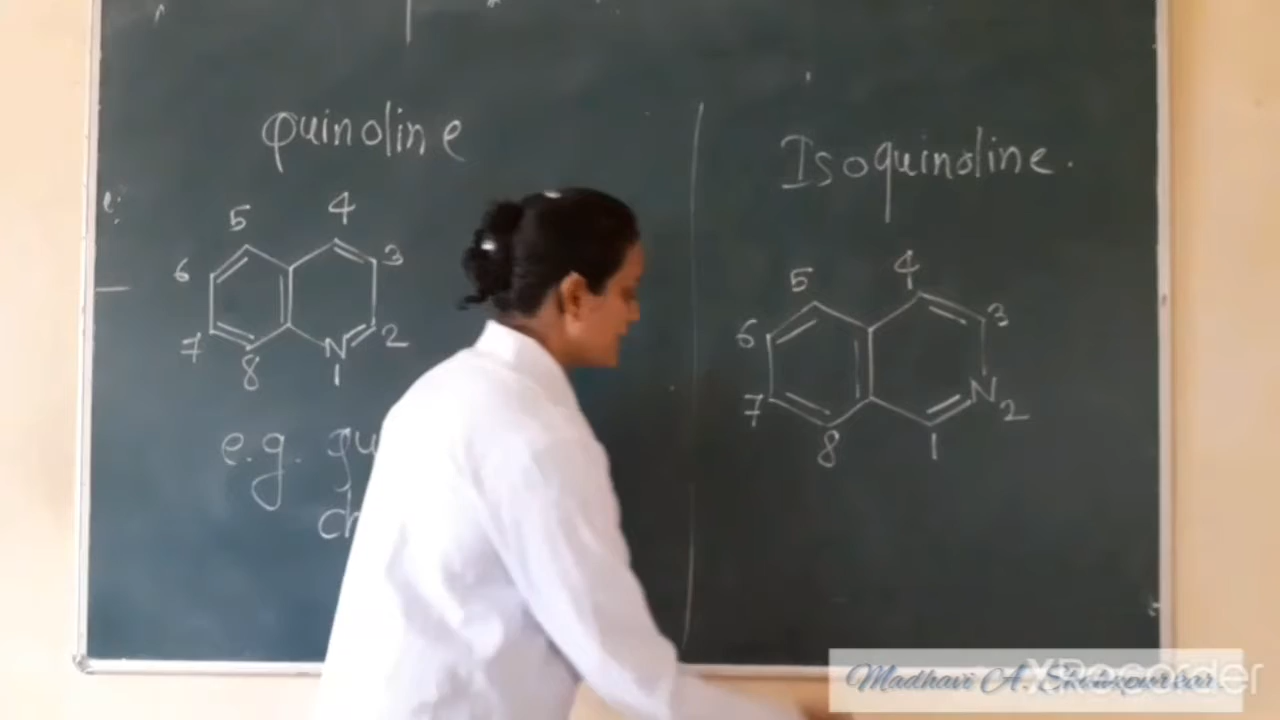 Quinoline
5 4
6 3
7 N 2
8 1
e.g.
Isoquinoline.
5 4
6 3
7 N 2
8 1
Madhavi A.
XRecorder